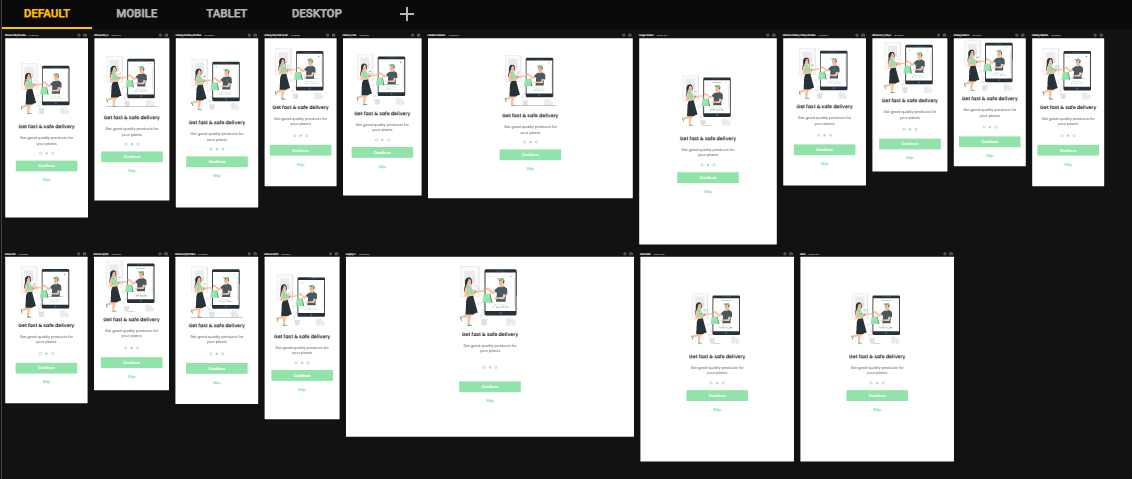 DEFAULT MOBILE TABLET DESKTOP +
Get fast & safe delivery
Get good quality products for
your plants
Continue
Skip
Get fast & safe delivery
Get good quality products for
your plants
Continue
Skip
Get fast & safe delivery
Get good quality products for
your plants
Continue
Skip
Get fast & safe delivery
Get good quality products for
your plants
Continue
Skip
Get fast & safe delivery
Get good quality products for
your plants
Continue
Skip
Get fast & safe delivery
Get good quality products for
your plants
Continue
Skip
Get fast & safe delivery
Get good quality products for
your plants
Continue
Skip
Get fast & safe delivery
Get good quality products for
your plants
Continue
Skip
Get fast & safe delivery
Get good quality products for
your plants
Continue
Skip
Get fast & safe delivery
Get good quality products for
your plants
Continue
Skip
Get fast & safe delivery
Get good quality products for
your plants
Continue
Skip
Get fast & safe delivery
Get good quality products for
your plants
Continue
Skip
Get fast & safe delivery
Get good quality products for
your plants
Continue
Skip
Get fast & safe delivery
Get good quality products for
your plants
Continue
Skip
Get fast & safe delivery
Get good quality products for
your plants
Continue
Skip
Get fast & safe delivery
Get good quality products for
your plants
Continue
Skip
Get fast & safe delivery
Get good quality products for
your plants
Continue
Skip
Get fast & safe delivery
Get good quality products for
your plants
Continue
Skip